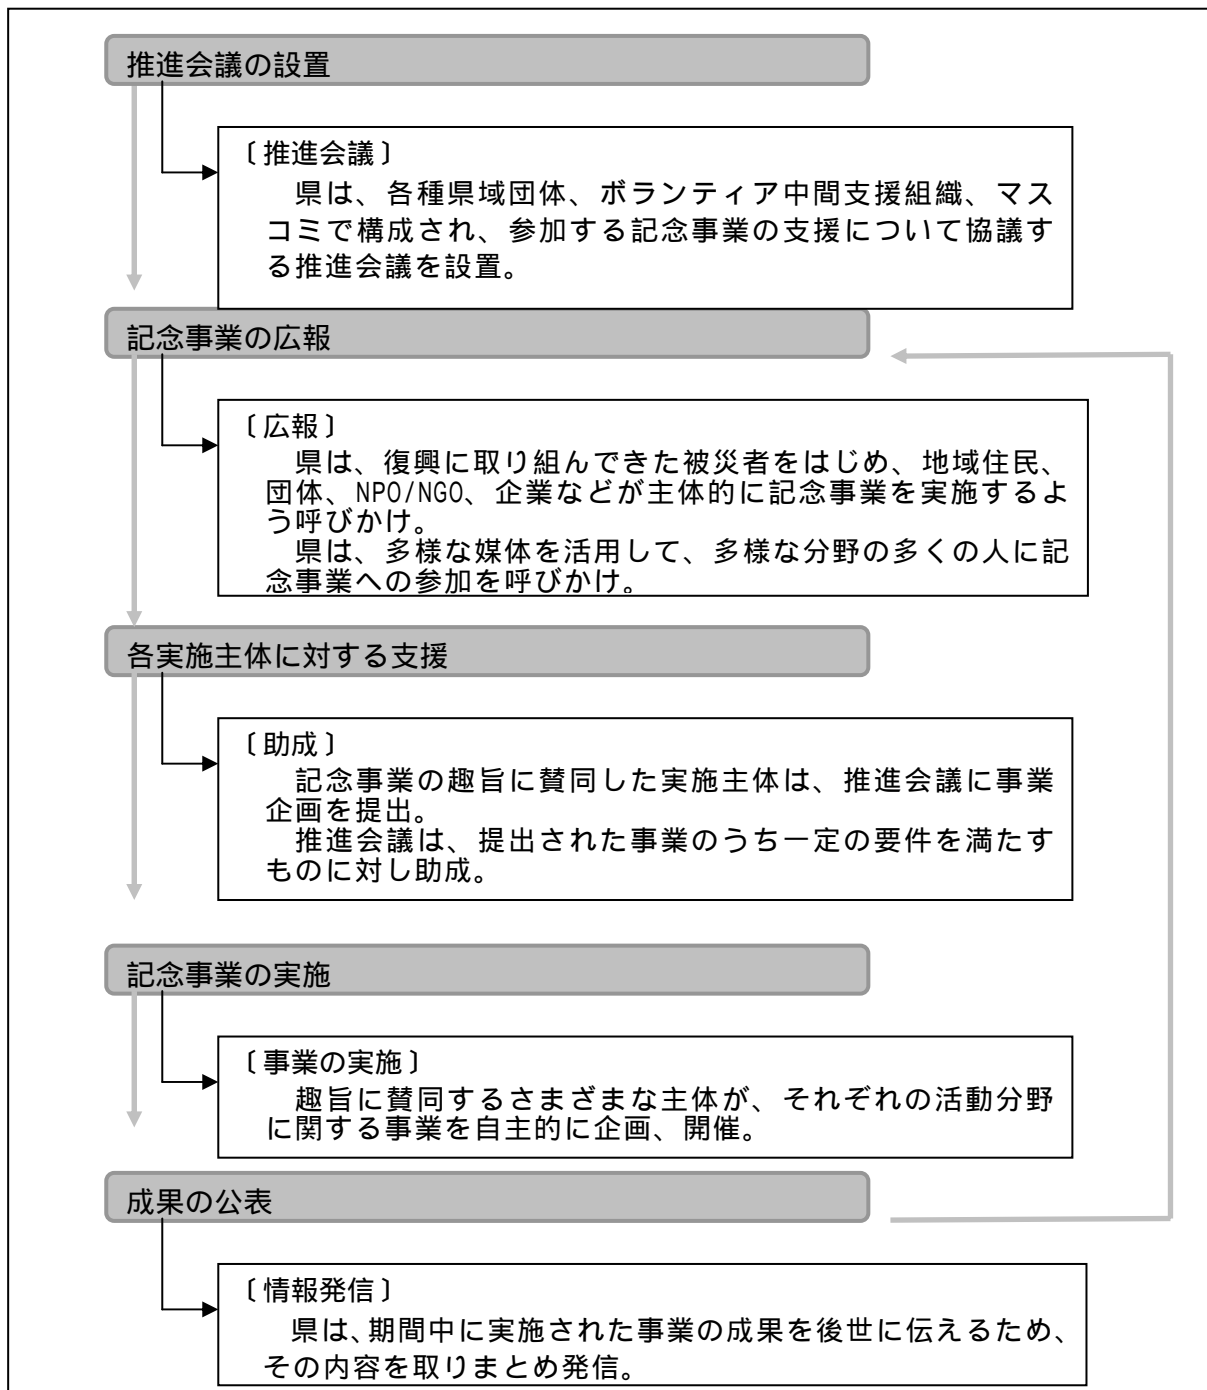 推進会議の設置
〔推進会議〕
県は、各種県域団体、ボランティア中間支援組織、マス
コミで構成され、参加する記念事業の支援について協議す
る推進会議を設置。
記念事業の広報
〔広報〕
県は、復興に取り組んできた被災者をはじめ、地域住民、
団体、NPO/NGO、企業などが主体的に記念事業を実施するよ
う呼びかけ。
県は、多様な媒体を活用して、多様な分野の多くの人に記
念事業への参加を呼びかけ。
各実施主体に対する支援
〔助成〕
記念事業の趣旨に賛同した実施主体は、推進会議に事業
企画を提出。
推進会議は、提出された事業のうち一定の要件を満たす
ものに対し助成。
記念事業の実施
〔事業の実施〕
趣旨に賛同するさまざまな主体が、それぞれの活動分野
に関する事業を自主的に企画、開催。
成果の公表
〔情報発信〕
県は、期間中に実施された事業の成果を後世に伝えるため、
その内容を取りまとめ発信。